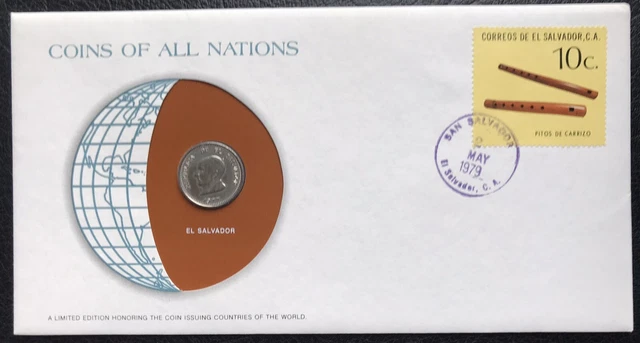 COINS OF ALL NATIONS
CORREOS DE EL SALVADOR, C.A.
10c.
PITOS DE CARRIZO
SAN SALVADOR
2
MAY
1979
El Salvador, C. A.
EL SALVADOR
A LIMITED EDITION HONORING THE COIN ISSUING COUNTRIES OF THE WORLD.